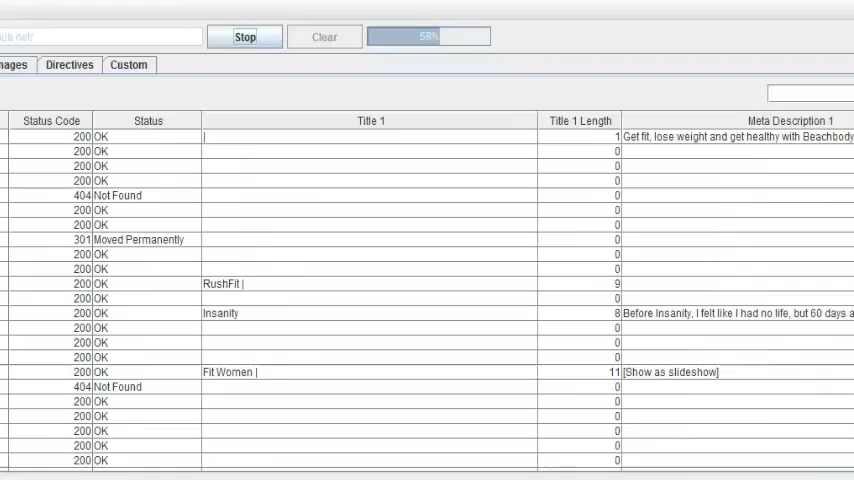 ub.net/ Stop Clear 58%
mages Directives Custom
Status Code Status Title 1 Title 1 Length Meta Description 1
200 OK | 1 Get fit, lose weight and get healthy with Beachbody
200 OK 0
200 OK 0
200 OK 0
404 Not Found 0
200 OK 0
200 OK 0
301 Moved Permanently 0
200 OK 0
200 OK 0
200 OK RushFit | 9
200 OK 0
200 OK Insanity 8 Before Insanity, I felt like I had no life, but 60 days a
200 OK 0
200 OK 0
200 OK 0
200 OK Fit Women | 11 [Show as slideshow]
404 Not Found 0
200 OK 0
200 OK 0
200 OK 0
200 OK 0
200 OK 0